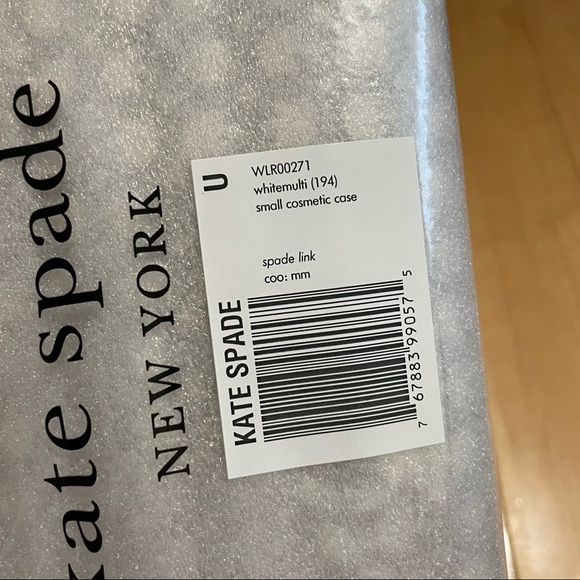 kate spade
NEW YORK
U
WLR00271
whitemulti (194)
small cosmetic case
spade link
coo: mm
KATE SPADE
7 67883 99057 5